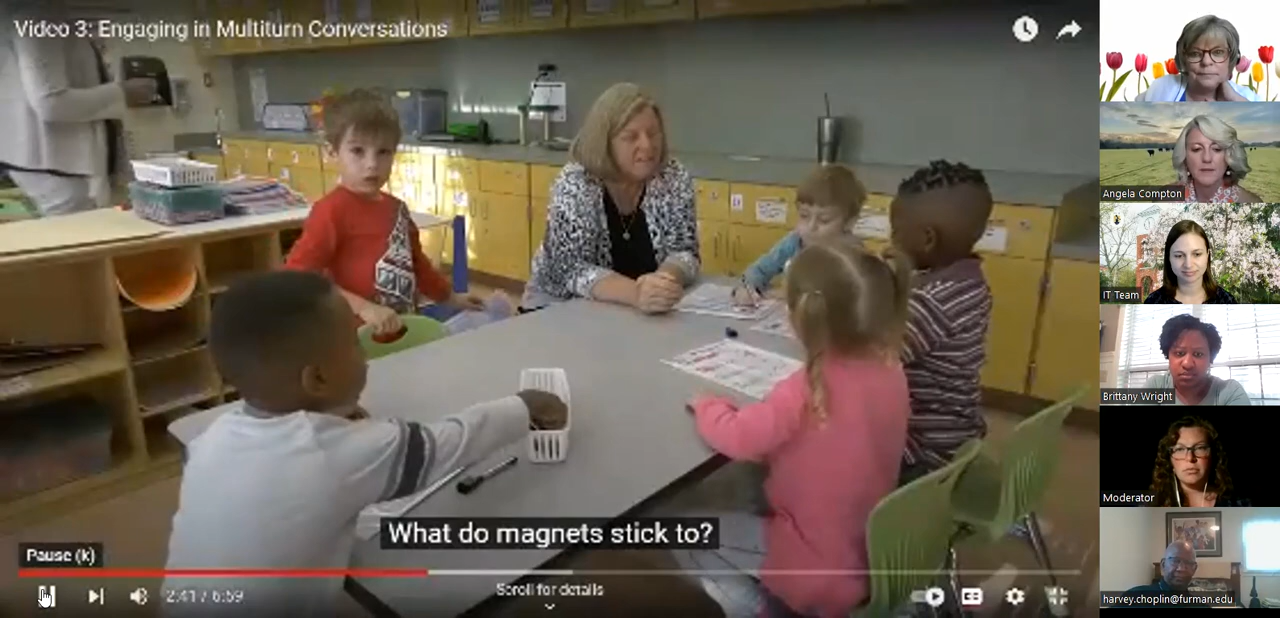 Video 3: Engaging in Multiturn Conversations
What do magnets stick to?
Pause (k)
2:41 / 6:59
Scroll for details
Angela Compton
IT Team
Brittany Wright
Moderator
harvey.choplin@furman.edu